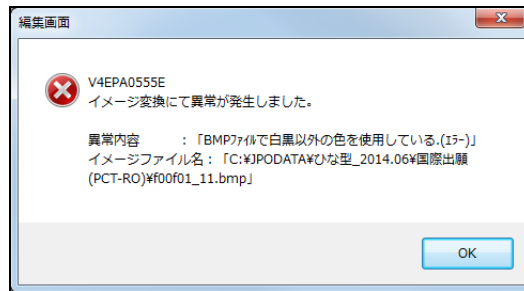 編集画面
V4EPA0555E
イメージ変換にて異常が発生しました。
異常内容　　：「BMPﾌｧｲﾙで白黒以外の色を使用している.(ｴﾗｰ)」
イメージファイル名：「C:¥JPODATA¥ひな型_2014.06¥国際出願
(PCT-RO)¥f00f01_11.bmp」
OK